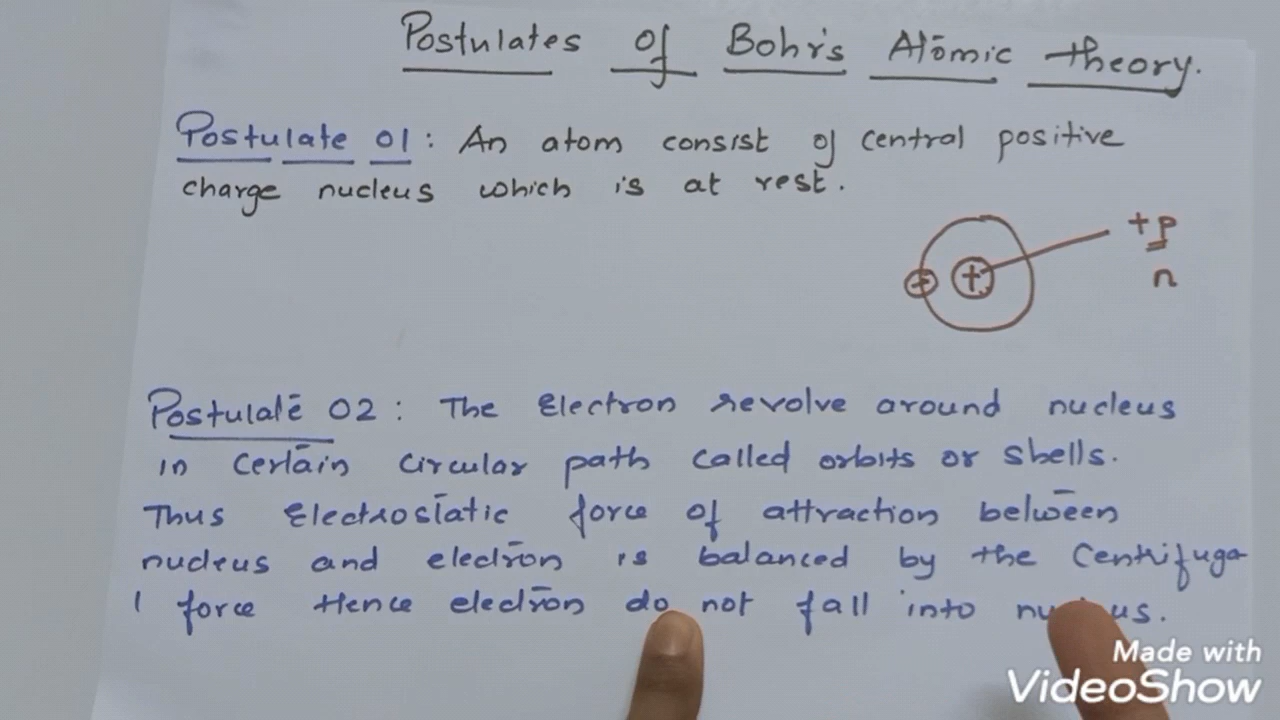 Postulates of Bohr's Atomic theory.
Postulate 01: An atom consist of central positive
charge nucleus which is at rest.
+p
n
+ +
Postulate 02: The Electron revolve around nucleus
in certain circular path called orbits or shells.
Thus Electrostatic force of attraction between
nucleus and electron is balanced by the Centrifuga
l force Hence electron do not fall into
Made with
VideoShow